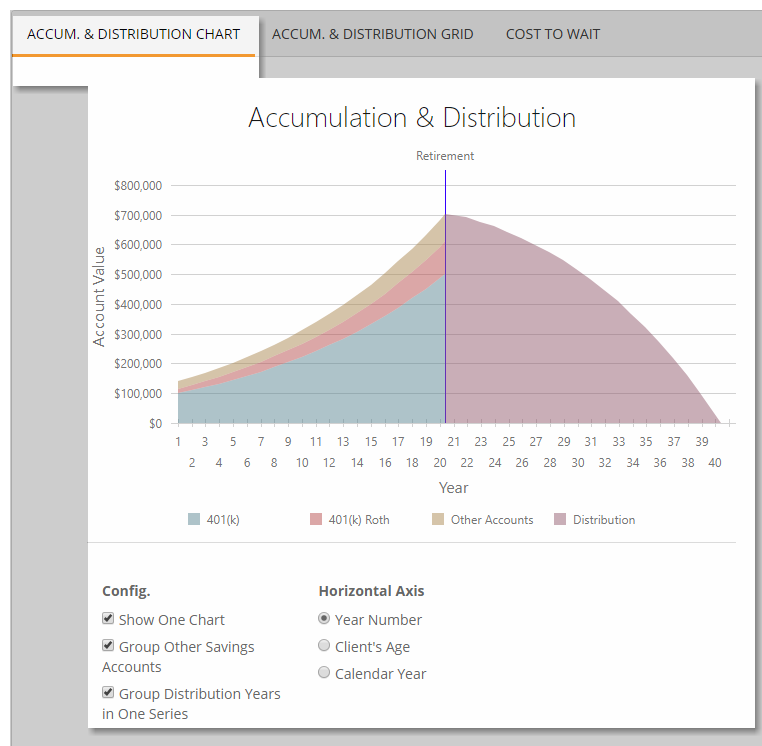 ACCUM. & DISTRIBUTION CHART ACCUM. & DISTRIBUTION GRID COST TO WAIT
Accumulation & Distribution
Retirement
$800,000
$700,000
$600,000
$500,000
$400,000
$300,000
$200,000
$100,000
$0
Account Value
1 3 5 7 9 11 13 15 17 19 21 23 25 27 29 31 33 35 37 39
2 4 6 8 10 12 14 16 18 20 22 24 26 28 30 32 34 36 38 40
Year
401(k) 401(k) Roth Other Accounts Distribution
Config. Horizontal Axis
Show One Chart Year Number
Group Other Savings Client's Age
Accounts Calendar Year
Group Distribution Years
in One Series